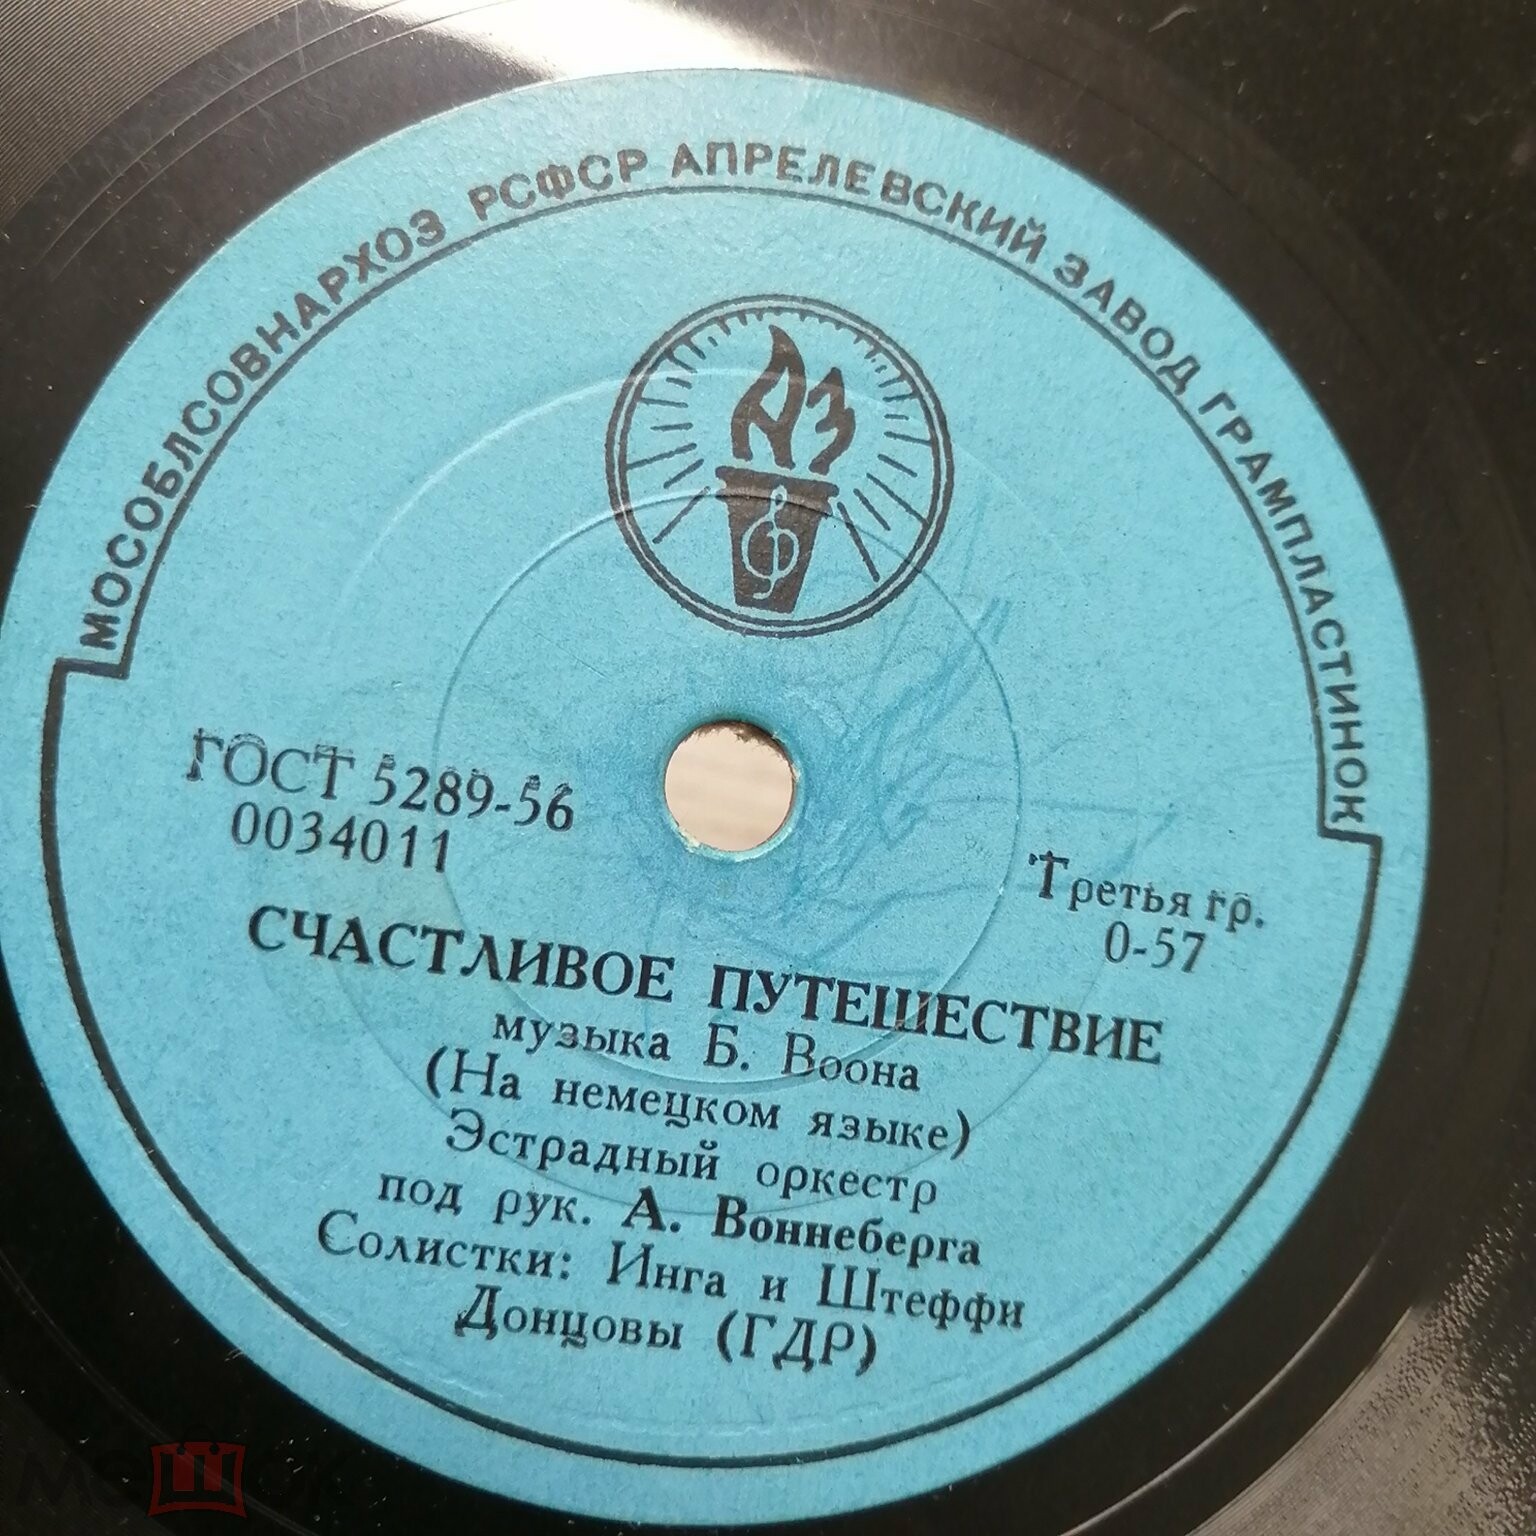 МОСОБЛСОВНАРХОЗ РСФСР АПРЕЛЕВСКИЙ ЗАВОД ГРАМПЛАСТИНОК
АЗ
ГОСТ 5289-56
0034011
Третья гр.
0-57
СЧАСТЛИВОЕ ПУТЕШЕСТВИЕ
музыка Б. Воона
(На немецком языке)
Эстрадный оркестр
под рук. А. Воннеберга
Солистки: Инга и Штеффи
Донцовы (ГДР)